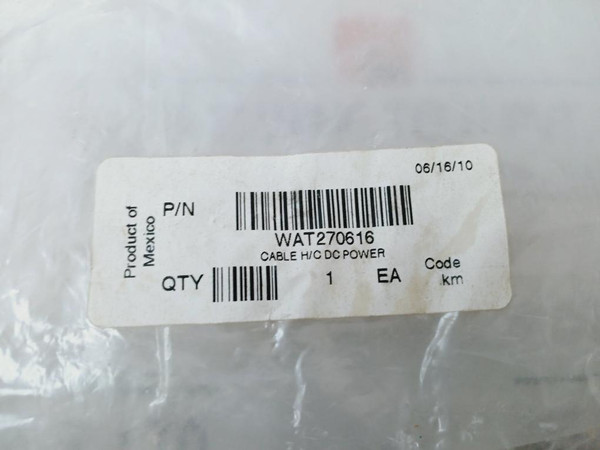 06/16/10
Product of
Mexico
P/N
WAT270616
CABLE H/C DC POWER
QTY 1 EA Code
km